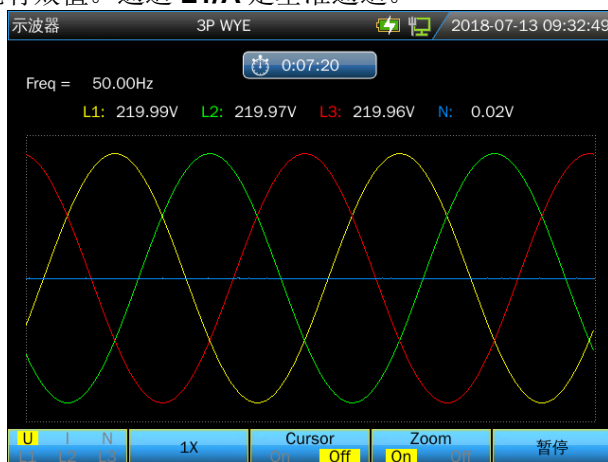 示波器 3P WYE 2018-07-13 09:32:49
0:07:20
Freq = 50.00Hz
L1: 219.99V L2: 219.97V L3: 219.96V N: 0.02V
U I N 1X Cursor Zoom 暂停
L1 L2 L3 On Off On Off